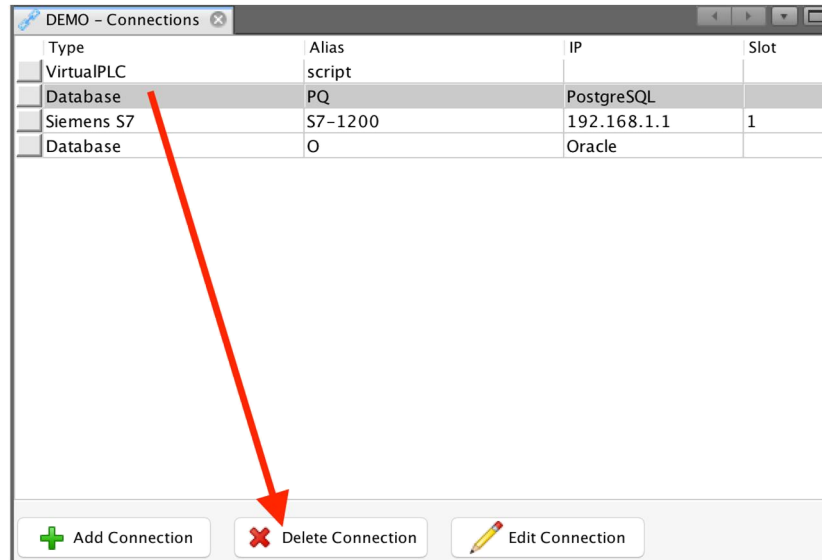 DEMO – Connections
Type Alias IP Slot
VirtualPLC script
Database PQ PostgreSQL
Siemens S7 S7-1200 192.168.1.1 1
Database O Oracle
Add Connection Delete Connection Edit Connection